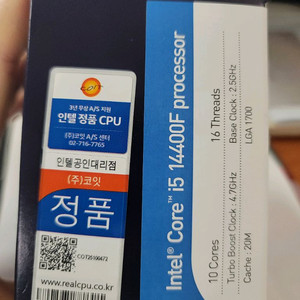 3년 무상 A/S 지원
인텔 정품 CPU
(주)코잇 A/S 센터
02-716-7765
인텔공인대리점
(주)코잇
정품
COT25100472
www.realcpu.co.kr
Intel® Core™ i5 14400F processor
10 Cores
16 Threads
Turbo Boost Clock : 4.7GHz
Base Clock : 2.5GHz
Cache : 20M
LGA 1700